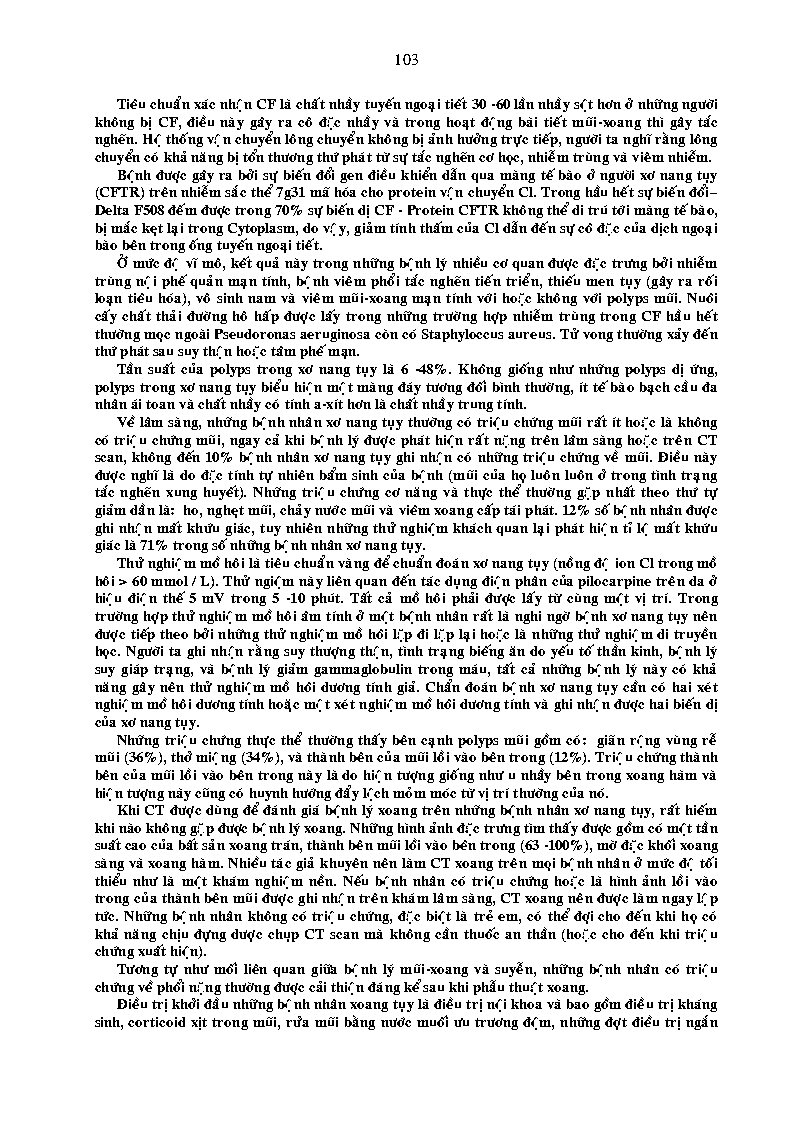 103
Tiêu chuẩn xác nhận CF là chất nhầy tuyến ngoại tiết 30 -60 lần nhầy sệt hơn ở những người
không bị CF, điều này gây ra cô đặc nhầy và trong hoạt động bài tiết mũi-xoang thì gây tắc
nghẽn. Hệ thống vận chuyển lông chuyển không bị ảnh hưởng trực tiếp, người ta nghĩ rằng lông
chuyển có khả năng bị tổn thương thứ phát từ sự tắc nghẽn cơ học, nhiễm trùng và viêm nhiễm.
Bệnh được gây ra bởi sự biến đổi gen điều khiển dẫn qua màng tế bào ở người xơ nang tụy
(CFTR) trên nhiễm sắc thể 7g31 mã hóa cho protein vận chuyển Cl. Trong hầu hết sự biến đổi–
Delta F508 đếm được trong 70% sự biến dị CF - Protein CFTR không thể di trú tới màng tế bào,
bị mắc kẹt lại trong Cytoplasm, do vậy, giảm tính thấm của Cl dẫn đến sự cô đặc của dịch ngoại
bào bên trong ống tuyến ngoại tiết.
Ở mức độ vĩ mô, kết quả này trong những bệnh lý nhiều cơ quan được đặc trưng bởi nhiễm
trùng nội phế quản mạn tính, bệnh viêm phổi tắc nghẽn tiến triển, thiếu men tụy (gây ra rối
loạn tiêu hóa), vô sinh nam và viêm mũi-xoang mạn tính với hoặc không với polyps mũi. Nuôi
cấy chất thải đường hô hấp được lấy trong những trường hợp nhiễm trùng trong CF hầu hết
thường mọc ngoài Pseudoronas aeruginosa còn có Staphyloccus aureus. Tử vong thường xảy đến
thứ phát sau suy thận hoặc tâm phế mạn.
Tần suất của polyps trong xơ nang tụy là 6 -48%. Không giống như những polyps dị ứng,
polyps trong xơ nang tụy biểu hiện một màng đáy tương đối bình thường, ít tế bào bạch cầu đa
nhân ái toan và chất nhầy có tính a-xít hơn là chất nhầy trung tính.
Về lâm sàng, những bệnh nhân xơ nang tụy thường có triệu chứng mũi rất ít hoặc là không
có triệu chứng mũi, ngay cả khi bệnh lý được phát hiện rất nặng trên lâm sàng hoặc trên CT
scan, không đến 10% bệnh nhân xơ nang tụy ghi nhận có những triệu chứng về mũi. Điều này
được nghĩ là do đặc tính tự nhiên bẩm sinh của bệnh (mũi của họ luôn luôn ở trong tình trạng
tắc nghẽn xung huyết). Những triệu chứng cơ năng và thực thể thường gặp nhất theo thứ tự
giảm dần là: ho, nghẹt mũi, chảy nước mũi và viêm xoang cấp tái phát. 12% số bệnh nhân được
ghi nhận mất khứu giác, tuy nhiên những thử nghiệm khách quan lại phát hiện tỉ lệ mất khứu
giác là 71% trong số những bệnh nhân xơ nang tụy.
Thử nghiệm mồ hôi là tiêu chuẩn vàng để chuẩn đoán xơ nang tụy (nồng độ ion Cl trong mồ
hôi > 60 mmol / L). Thử ngiệm này liên quan đến tác dụng điện phân của pilocarpine trên da ở
hiệu điện thế 5 mV trong 5 -10 phút. Tất cả mồ hôi phải được lấy từ cùng một vị trí. Trong
trường hợp thử nghiệm mồ hôi âm tính ở một bệnh nhân rất là nghi ngờ bệnh xơ nang tụy nên
được tiếp theo bởi những thử nghiệm mồ hôi lặp đi lặp lại hoặc là những thử nghiệm di truyền
học. Người ta ghi nhận rằng suy thượng thận, tình trạng biếng ăn do yếu tố thần kinh, bệnh lý
suy giáp trạng, và bệnh lý giảm gammaglobulin trong máu, tất cả những bệnh lý này có khả
năng gây nên thử nghiệm mồ hôi dương tính giả. Chẩn đoán bệnh xơ nang tụy cần có hai xét
nghiệm mồ hôi dương tính hoặc một xét nghiệm mồ hôi dương tính và ghi nhận được hai biến dị
của xơ nang tụy.
Những triệu chứng thực thể thường thấy bên cạnh polyps mũi gồm có: giãn rộng vùng rễ
mũi (36%), thở miệng (34%), và thành bên của mũi lồi vào bên trong (12%). Triệu chứng thành
bên của mũi lồi vào bên trong này là do hiện tượng giống như u nhầy bên trong xoang hàm và
hiện tượng này cũng có huynh hướng đẩy lệch mỏm móc từ vị trí thường của nó.
Khi CT được dùng để đánh giá bệnh lý xoang trên những bệnh nhân xơ nang tụy, rất hiếm
khi nào không gặp được bệnh lý xoang. Những hình ảnh đặc trưng tìm thấy được gồm có một tần
suất cao của bất sản xoang trán, thành bên mũi lồi vào bên trong (63 -100%), mờ đặc khối xoang
sàng và xoang hàm. Nhiều tác giả khuyên nên làm CT xoang trên mọi bệnh nhân ở mức độ tối
thiểu như là một khám nghiệm nền. Nếu bệnh nhân có triệu chứng hoặc là hình ảnh lồi vào
trong của thành bên mũi được ghi nhận trên khám lâm sàng, CT xoang nên được làm ngay lập
tức. Những bệnh nhân không có triệu chứng, đặc biệt là trẻ em, có thể đợi cho đến khi họ có
khả năng chịu đựng được chụp CT scan mà không cần thuốc an thần (hoặc cho đến khi triệu
chứng xuất hiện).
Tương tự như mối liên quan giữa bệnh lý mũi-xoang và suyễn, những bệnh nhân có triệu
chứng về phổi nặng thường được cải thiện đáng kể sau khi phẫu thuật xoang.
Điều trị khởi đầu những bệnh nhân xoang tụy là điều trị nội khoa và bao gồm điều trị kháng
sinh, corticoid xịt trong mũi, rửa mũi bằng nước muối ưu trương đệm, những đợt điều trị ngắn